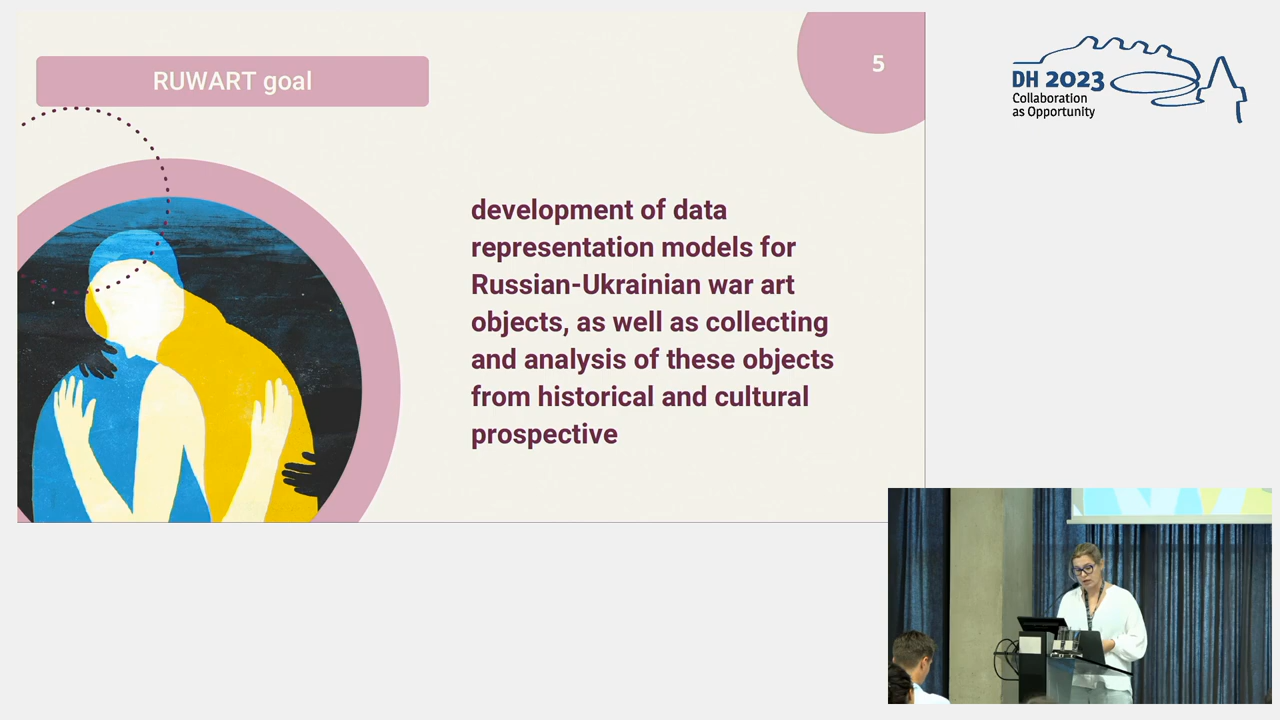 RUWART goal
5
development of data
representation models for
Russian-Ukrainian war art
objects, as well as collecting
and analysis of these objects
from historical and cultural
prospective
DH 2023
Collaboration
as Opportunity